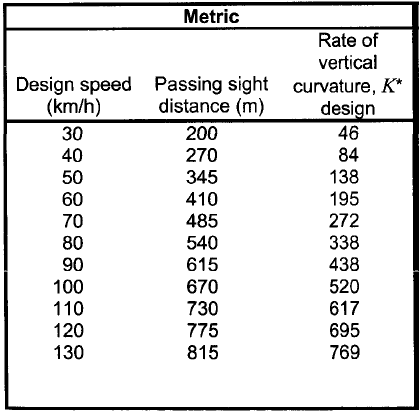 Metric
Rate of
vertical
Design speed Passing sight curvature, K*
(km/h) distance (m) design
30 200 46
40 270 84
50 345 138
60 410 195
70 485 272
80 540 338
90 615 438
100 670 520
110 730 617
120 775 695
130 815 769